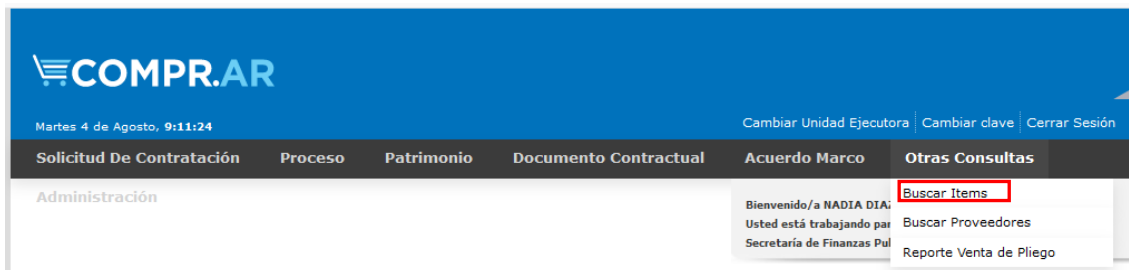 COMPR.AR
Martes 4 de Agosto, 9:11:24
Cambiar Unidad Ejecutora Cambiar clave Cerrar Sesión
Solicitud De Contratación Proceso Patrimonio Documento Contractual Acuerdo Marco Otras Consultas
Administración
Buscar Items
Buscar Proveedores
Reporte Venta de Pliego
Bienvenido/a NADIA
Usted está trabajando
Secretaría de Finanzas